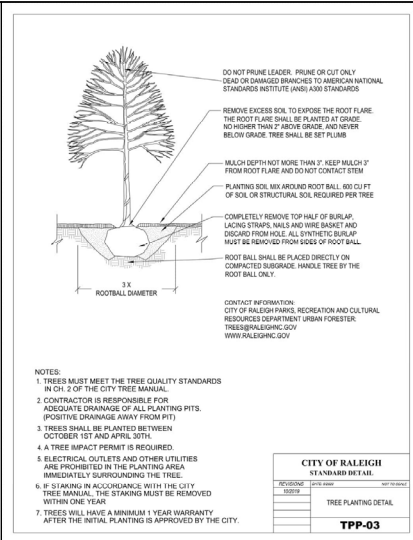 DO NOT PRUNE LEADER. PRUNE OR CUT ONLY
DEAD OR DAMAGED BRANCHES TO AMERICAN NATIONAL
STANDARDS INSTITUTE (ANSI) A300 STANDARDS
REMOVE EXCESS SOIL TO EXPOSE THE ROOT FLARE.
THE ROOT FLARE SHALL BE PLANTED AT GRADE.
NO HIGHER THAN 2" ABOVE GRADE, AND NEVER
BELOW GRADE. TREE SHALL BE SET PLUMB
MULCH DEPTH NOT MORE THAN 3". KEEP MULCH 3"
FROM ROOT FLARE AND DO NOT CONTACT STEM
PLANTING SOIL MIX AROUND ROOT BALL. 600 CU FT
OF SOIL OR STRUCTURAL SOIL REQUIRED PER TREE
COMPLETELY REMOVE TOP HALF OF BURLAP,
LACING STRAPS, NAILS AND WIRE BASKET AND
DISCARD FROM HOLE. ALL SYNTHETIC BURLAP
MUST BE REMOVED FROM SIDES OF ROOT BALL.
ROOT BALL SHALL BE PLACED DIRECTLY ON
COMPACTED SUBGRADE. HANDLE TREE BY THE
ROOT BALL ONLY.
3 X
ROOTBALL DIAMETER
CONTACT INFORMATION:
CITY OF RALEIGH PARKS, RECREATION AND CULTURAL
RESOURCES DEPARTMENT URBAN FORESTER:
TREES@RALEIGHNC.GOV
WWW.RALEIGHNC.GOV
NOTES:
1. TREES MUST MEET THE TREE QUALITY STANDARDS
IN CH. 2 OF THE CITY TREE MANUAL.
2. CONTRACTOR IS RESPONSIBLE FOR
ADEQUATE DRAINAGE OF ALL PLANTING PITS.
(POSITIVE DRAINAGE AWAY FROM PIT)
3. TREES SHALL BE PLANTED BETWEEN
OCTOBER 1ST AND APRIL 30TH.
4. A TREE IMPACT PERMIT IS REQUIRED.
5. ELECTRICAL OUTLETS AND OTHER UTILITIES
ARE PROHIBITED IN THE PLANTING AREA
IMMEDIATELY SURROUNDING THE TREE.
6. IF STAKING IN ACCORDANCE WITH THE CITY
TREE MANUAL, THE STAKING MUST BE REMOVED
WITHIN ONE YEAR
7. TREES WILL HAVE A MINIMUM 1 YEAR WARRANTY
AFTER THE INITIAL PLANTING IS APPROVED BY THE CITY.
CITY OF RALEIGH
STANDARD DETAIL
REVISIONS
NOT TO SCALE
10/2019
TREE PLANTING DETAIL
TPP-03